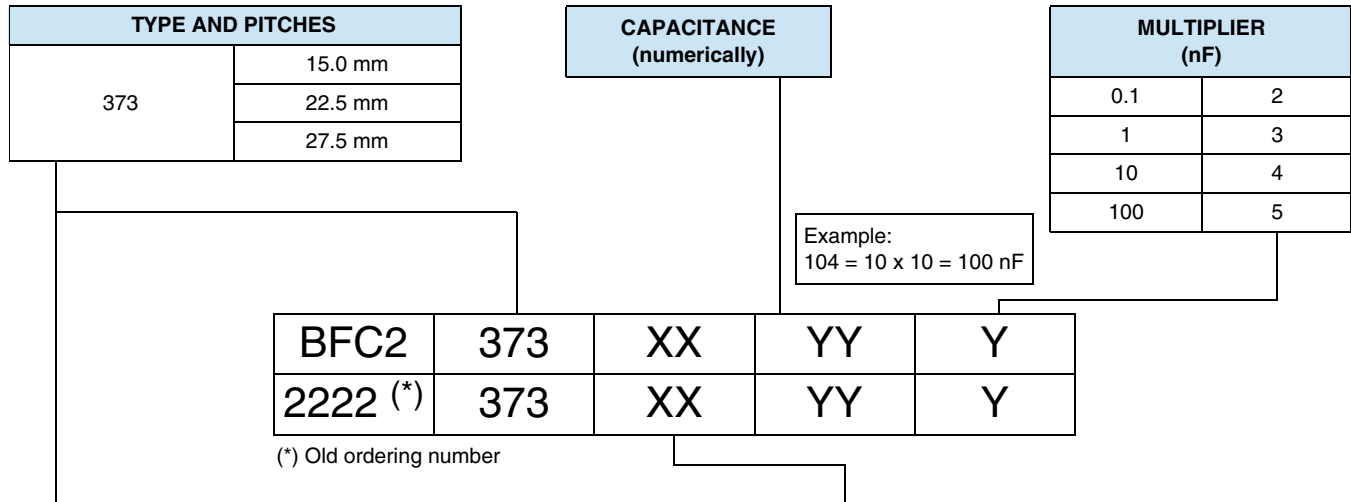 TYPE AND PITCHES
373
15.0 mm
22.5 mm
27.5 mm
CAPACITANCE
(numerically)
MULTIPLIER
(nF)
0.1 2
1 3
10 4
100 5
Example:
104 = 10 x 10 = 100 nF
BFC2 373 XX YY Y
2222 (*) 373 XX YY Y
(*) Old ordering number